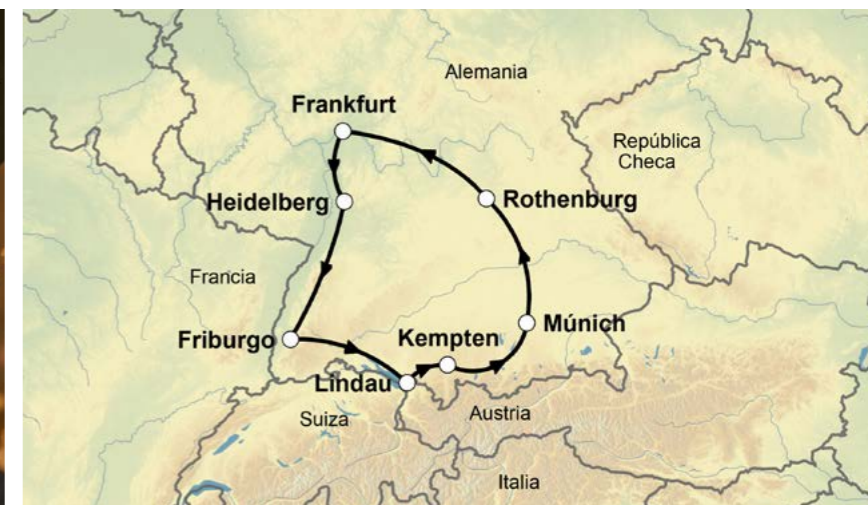 Alemania
Frankfurt
República
Checa
Heidelberg
Rothenburg
Francia
Friburgo
Kempten
Múnich
Lindau
Suiza
Austria
Italia